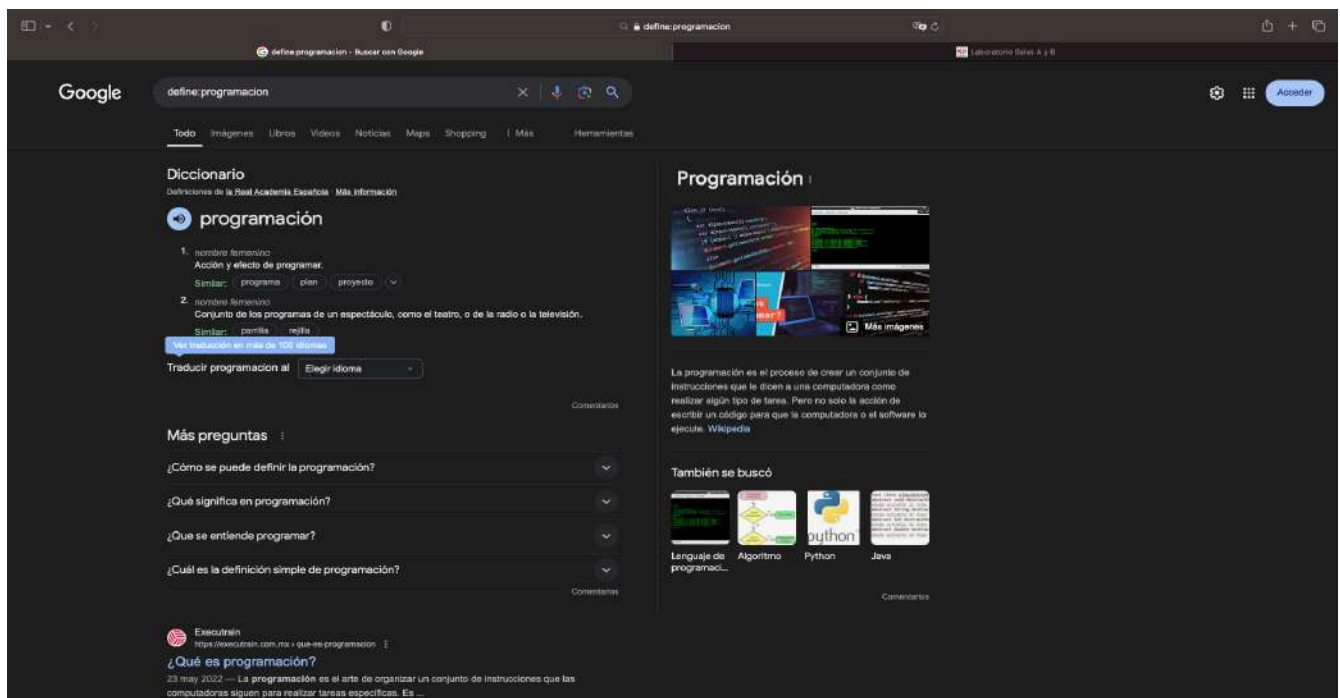 define:programacion
define:programacion - Buscar con Google
Laboratorio Salas A y B
Google
define:programacion
Acceder
Todo Imágenes Libros Videos Noticias Maps Shopping Más Herramientas
Diccionario
Definiciones de la Real Academia Española · Más información
programación
1. nombre femenino
Acción y efecto de programar.
Similar: programa plan proyecto
2. nombre femenino
Conjunto de los programas de un espectáculo, como el teatro, o de la radio o la televisión.
Similar: parrilla rejilla
Ver traducción en más de 100 idiomas
Traducir programacion al Elegir idioma
Comentarios
Más preguntas
¿Cómo se puede definir la programación?
¿Qué significa en programación?
¿Que se entiende programar?
¿Cuál es la definición simple de programación?
Comentarios
Executrain
https://executrain.com.mx › que-es-programacion
¿Qué es programación?
23 may 2022 — La programación es el arte de organizar un conjunto de instrucciones que las
computadoras siguen para realizar tareas específicas. Es ...
Programación
Más imágenes
La programación es el proceso de crear un conjunto de
instrucciones que le dicen a una computadora como
realizar algún tipo de tarea. Pero no solo la acción de
escribir un código para que la computadora o el software lo
ejecute. Wikipedia
También se buscó
python
Lenguaje de
programaci...
Algoritmo
Python
Java
Comentarios